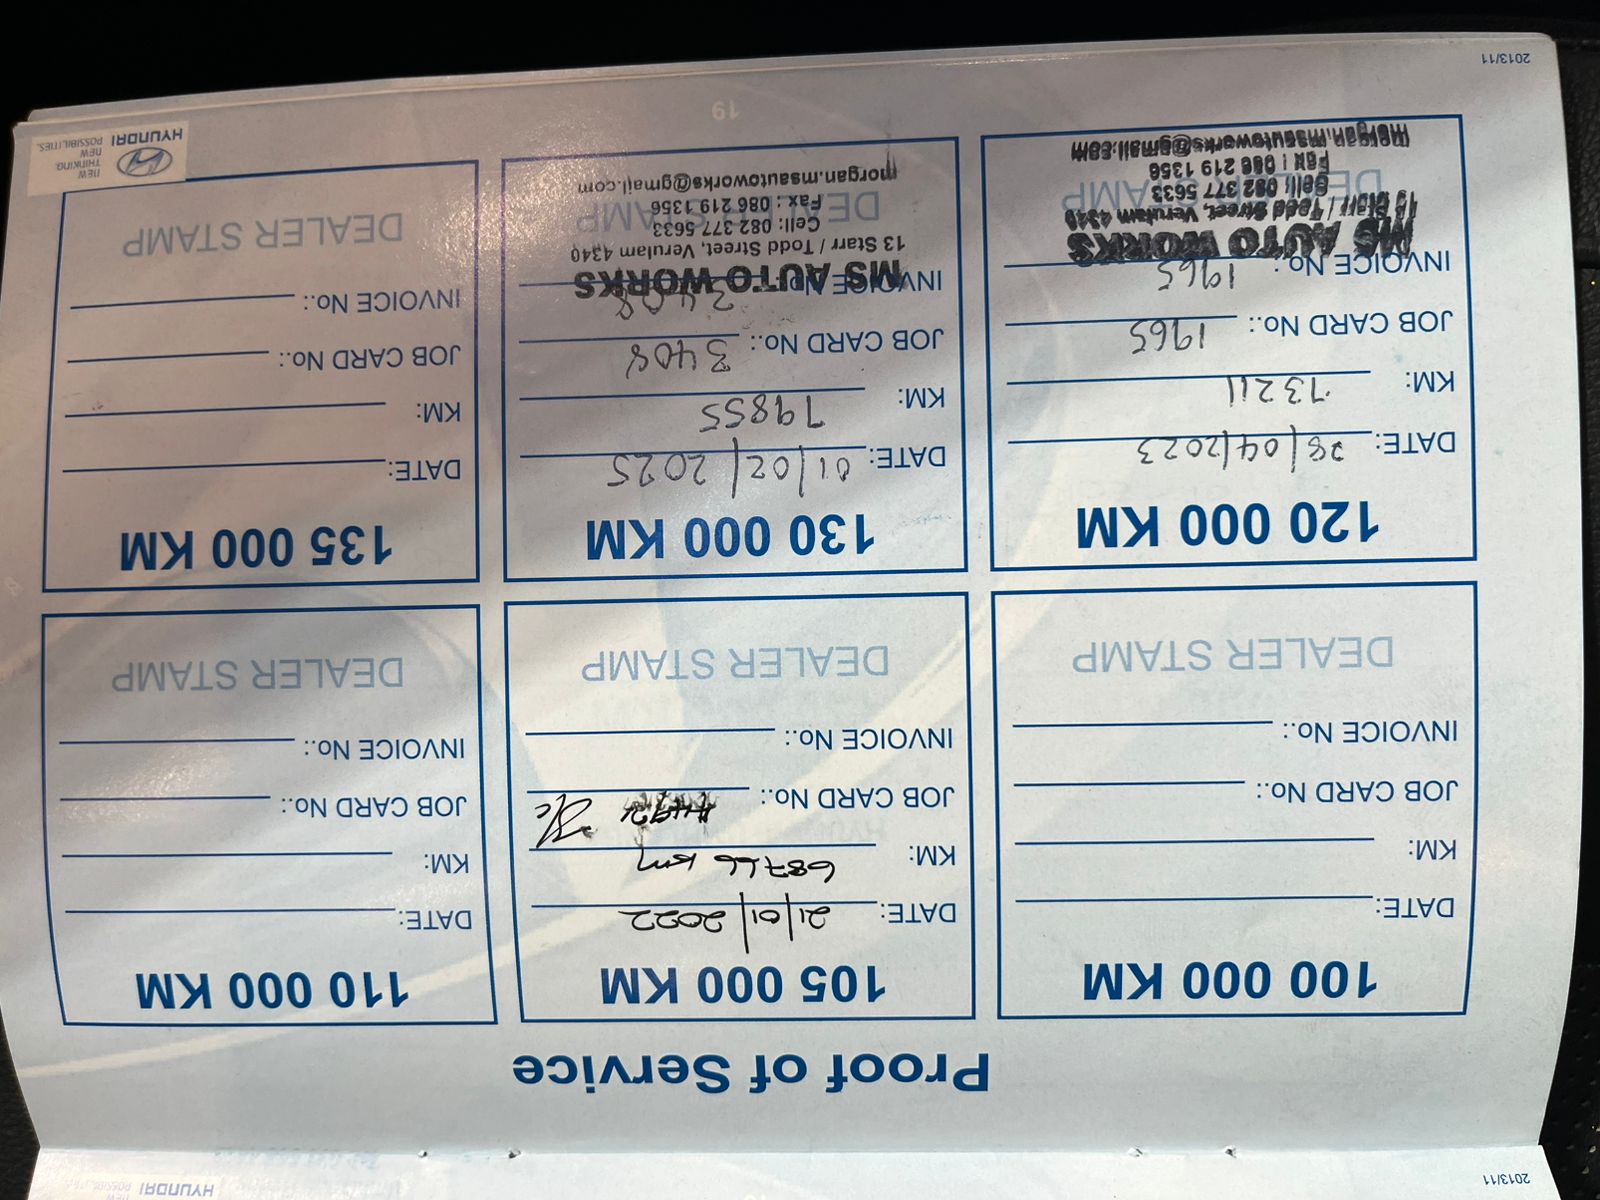 2013/11
HYUNDAI
Proof of Service
100 000 KM
DATE:
KM:
JOB CARD No.:
INVOICE No.:
DEALER STAMP
105 000 KM
DATE: 21/01/2022
KM: 68766 km
JOB CARD No.:
INVOICE No.:
DEALER STAMP
110 000 KM
DATE:
KM:
JOB CARD No.:
INVOICE No.:
DEALER STAMP
120 000 KM
DATE: 28/04/2023
KM: 73211
JOB CARD No.: 1965
INVOICE No.: 1965
DEALER STAMP
MS AUTO WORKS
13 Starr / Todd Street, Verulam 4340
Cell: 082 377 5633
Fax : 086 219 1356
morgan.msautoworks@gmail.com
130 000 KM
DATE: 01/02/2025
KM: 79855
JOB CARD No.: 3408
INVOICE No.: 3408
DEALER STAMP
MS AUTO WORKS
13 Starr / Todd Street, Verulam 4340
Cell: 082 377 5633
Fax : 086 219 1356
morgan.msautoworks@gmail.com
135 000 KM
DATE:
KM:
JOB CARD No.:
INVOICE No.:
DEALER STAMP
HYUNDAI
NEW
THINKING.
NEW
POSSIBILITIES.
19
2013/11